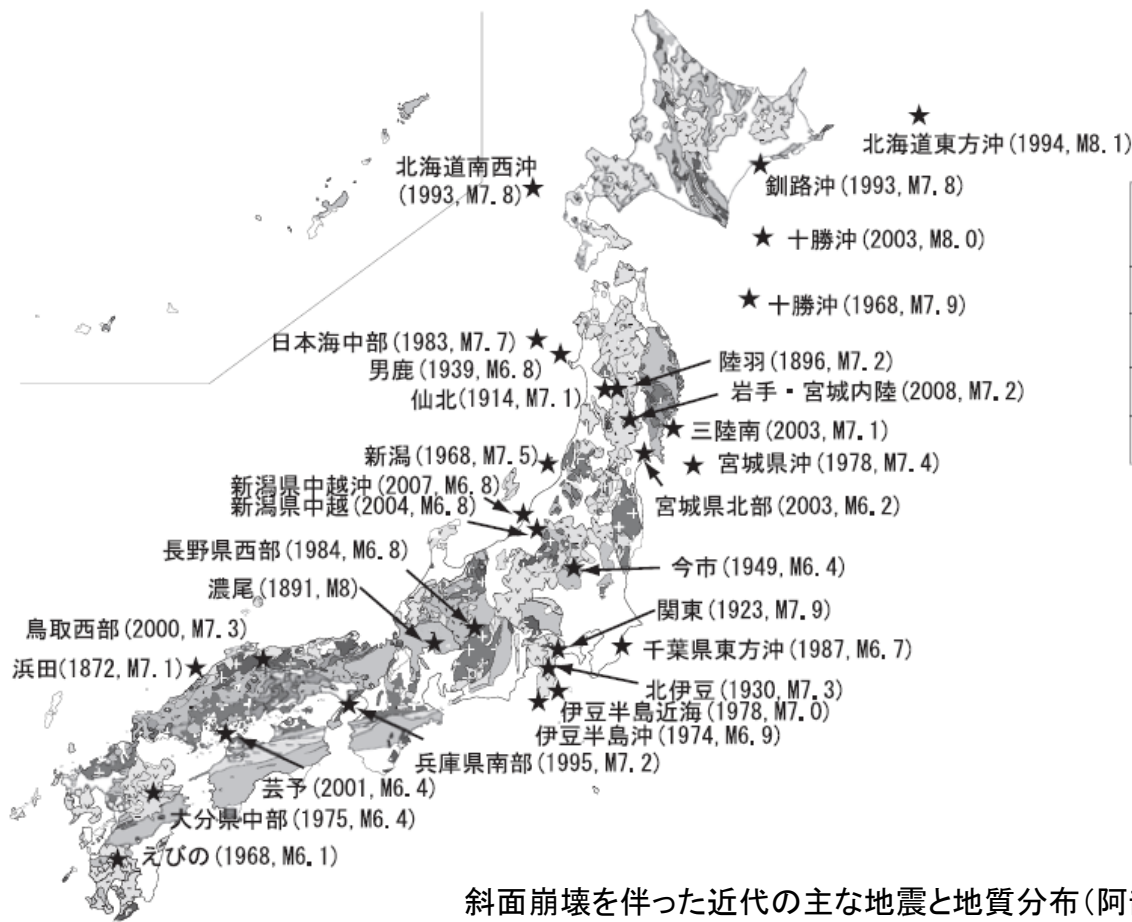 北海道東方沖(1994, M8.1)
北海道南西沖
(1993, M7.8)
釧路沖(1993, M7.8)
十勝沖(2003, M8.0)
十勝沖(1968, M7.9)
日本海中部(1983, M7.7)
男鹿(1939, M6.8)
仙北(1914, M7.1)
陸羽(1896, M7.2)
岩手・宮城内陸(2008, M7.2)
三陸南(2003, M7.1)
新潟(1968, M7.5)
宮城県沖(1978, M7.4)
新潟県中越沖(2007, M6.8)
新潟県中越(2004, M6.8)
宮城県北部(2003, M6.2)
長野県西部(1984, M6.8)
今市(1949, M6.4)
濃尾(1891, M8)
関東(1923, M7.9)
鳥取西部(2000, M7.3)
千葉県東方沖(1987, M6.7)
浜田(1872, M7.1)
北伊豆(1930, M7.3)
伊豆半島近海(1978, M7.0)
伊豆半島沖(1974, M6.9)
兵庫県南部(1995, M7.2)
芸予(2001, M6.4)
大分県中部(1975, M6.4)
えびの(1968, M6.1)
斜面崩壊を伴った近代の主な地震と地質分布(阿